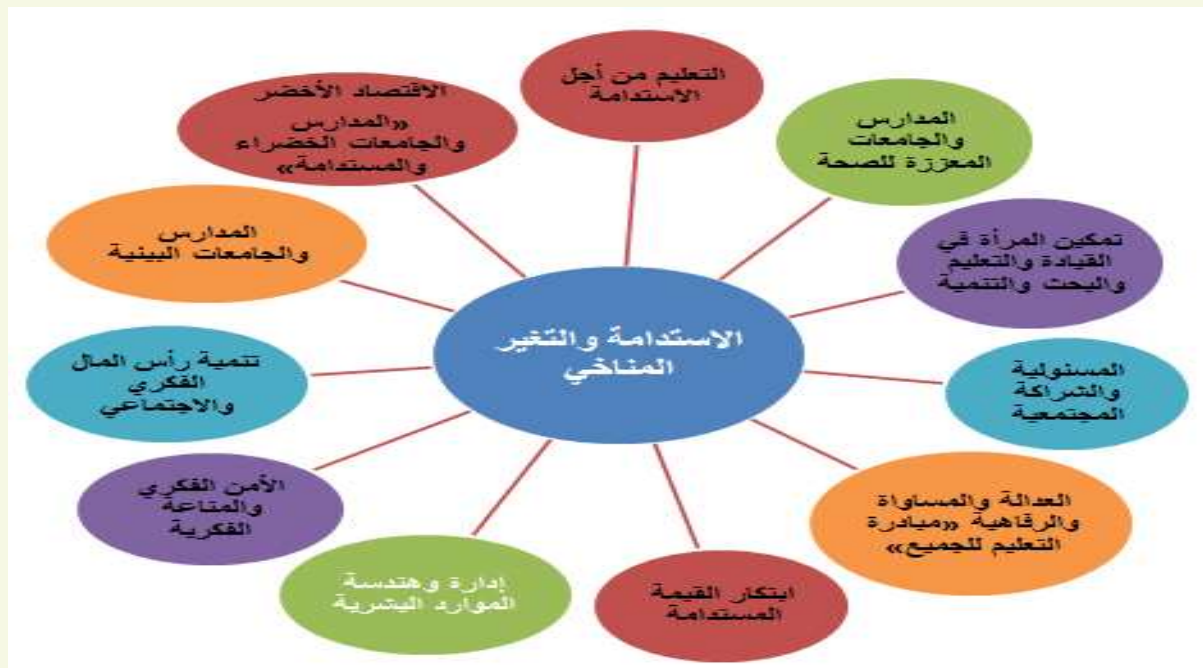 التعليم من أجل
الاستدامة
المدارس
والجامعات
المعززة للصحة
تمكين المرأة في
القيادة والتعليم
والبحث والتنمية
المسئولية
والشراكة
المجتمعية
العدالة والمساواة
والرفاهية «مبادرة
التعليم للجميع»
ابتكار القيمة
المستدامة
إدارة وهندسة
الموارد البشرية
الأمن الفكري
والمناعة
الفكرية
تنمية رأس المال
الفكري
والاجتماعي
المدارس
والجامعات البينية
الاقتصاد الأخضر
«المدارس
والجامعات الخضراء
والمستدامة»
الاستدامة والتغير
المناخي